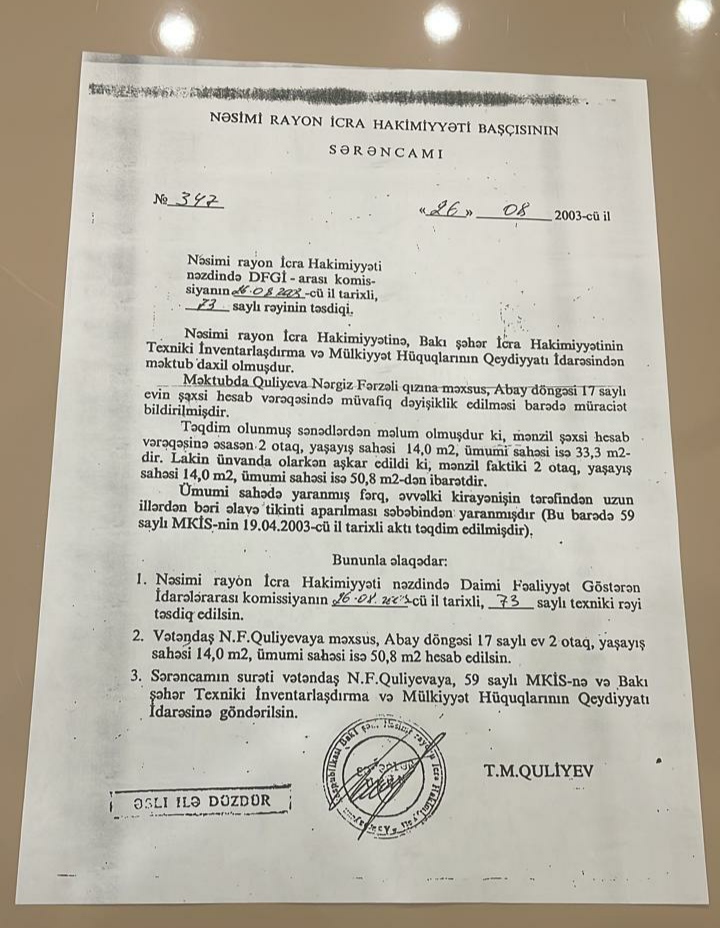 NƏSİMİ RAYON İCRA HAKİMİYYƏTİ BAŞÇISININ
SƏRƏNCAMI
№ 347
«26» 08 2003-cü il
Nəsimi rayon İcra Hakimiyyəti
nəzdində DFGİ - arası komis-
siyanın 26.08.2003-cü il tarixli,
73 saylı rəyinin təsdiqi.
Nəsimi rayon İcra Hakimiyyətinə, Bakı şəhər İcra Hakimiyyətinin
Texniki İnventarlaşdırma və Mülkiyyət Hüquqlarının Qeydiyyatı İdarəsindən
məktub daxil olmuşdur.
Məktubda Quliyeva Nərgiz Fərzəli qızına məxsus, Abay döngəsi 17 saylı
evin şəxsi hesab vərəqəsində müvafiq dəyişiklik edilməsi barədə müraciət
bildirilmişdir.
Təqdim olunmuş sənədlərdən məlum olmuşdur ki, mənzil şəxsi hesab
vərəqəsinə əsasən 2 otaq, yaşayış sahəsi 14,0 m2, ümumi sahəsi isə 33,3 m2-
dir. Lakin ünvanda olarkən aşkar edildi ki, mənzil faktiki 2 otaq, yaşayış
sahəsi 14,0 m2, ümumi sahəsi isə 50,8 m2-dən ibarətdir.
Ümumi sahədə yaranmış fərq, əvvəlki kirayənişin tərəfindən uzun
illərdən bəri əlavə tikinti aparılması səbəbindən yaranmışdır (Bu barədə 59
saylı MKİS-nin 19.04.2003-cü il tarixli aktı təqdim edilmişdir).
Bununla əlaqədar:
1. Nəsimi rayon İcra Hakimiyyəti nəzdində Daimi Fəaliyyət Göstərən
İdarələrarası komissiyanın 26.08.2003-cü il tarixli, 73 saylı texniki rəyi
təsdiq edilsin.
2. Vətəndaş N.F.Quliyevaya məxsus, Abay döngəsi 17 saylı ev 2 otaq, yaşayış
sahəsi 14,0 m2, ümumi sahəsi isə 50,8 m2 hesab edilsin.
3. Sərəncamın surəti vətəndaş N.F.Quliyevaya, 59 saylı MKİS-nə və Bakı
şəhər Texniki İnventarlaşdırma və Mülkiyyət Hüquqlarının Qeydiyyatı
İdarəsinə göndərilsin.
T.M.QULİYEV
ƏSLI ILƏ DÜZDÜR